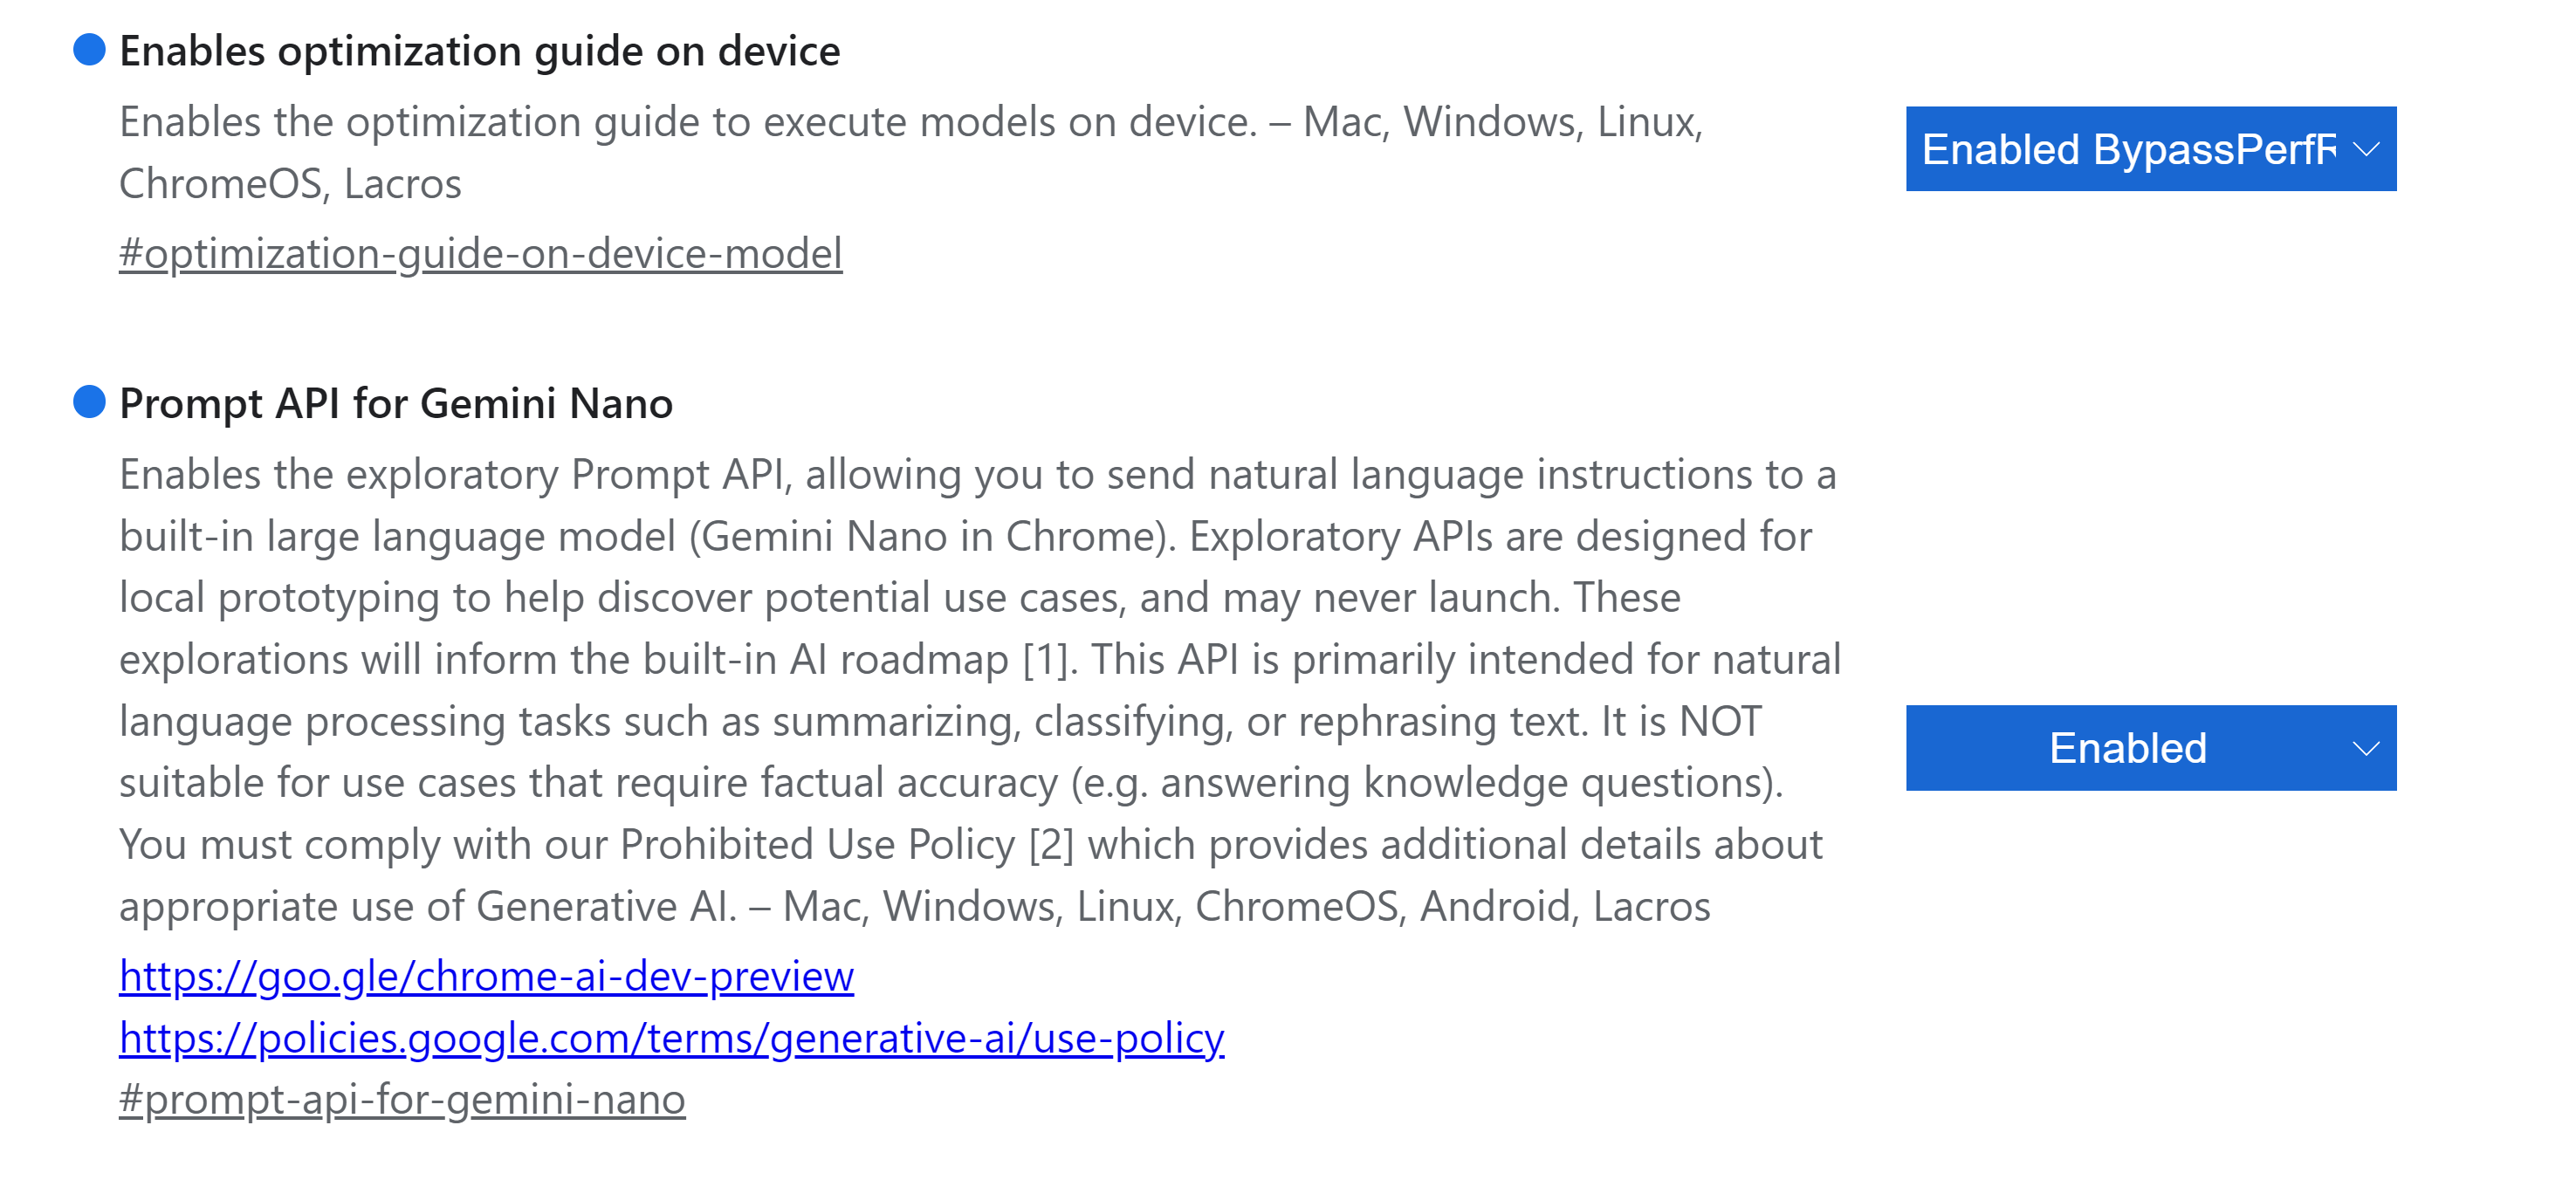 Enables optimization guide on device
Enables the optimization guide to execute models on device. – Mac, Windows, Linux,
ChromeOS, Lacros
Enabled BypassPerfR
#optimization-guide-on-device-model
Prompt API for Gemini Nano
Enables the exploratory Prompt API, allowing you to send natural language instructions to a
built-in large language model (Gemini Nano in Chrome). Exploratory APIs are designed for
local prototyping to help discover potential use cases, and may never launch. These
explorations will inform the built-in AI roadmap [1]. This API is primarily intended for natural
language processing tasks such as summarizing, classifying, or rephrasing text. It is NOT
suitable for use cases that require factual accuracy (e.g. answering knowledge questions).
You must comply with our Prohibited Use Policy [2] which provides additional details about
appropriate use of Generative AI. – Mac, Windows, Linux, ChromeOS, Android, Lacros
Enabled
https://goo.gle/chrome-ai-dev-preview
https://policies.google.com/terms/generative-ai/use-policy
#prompt-api-for-gemini-nano